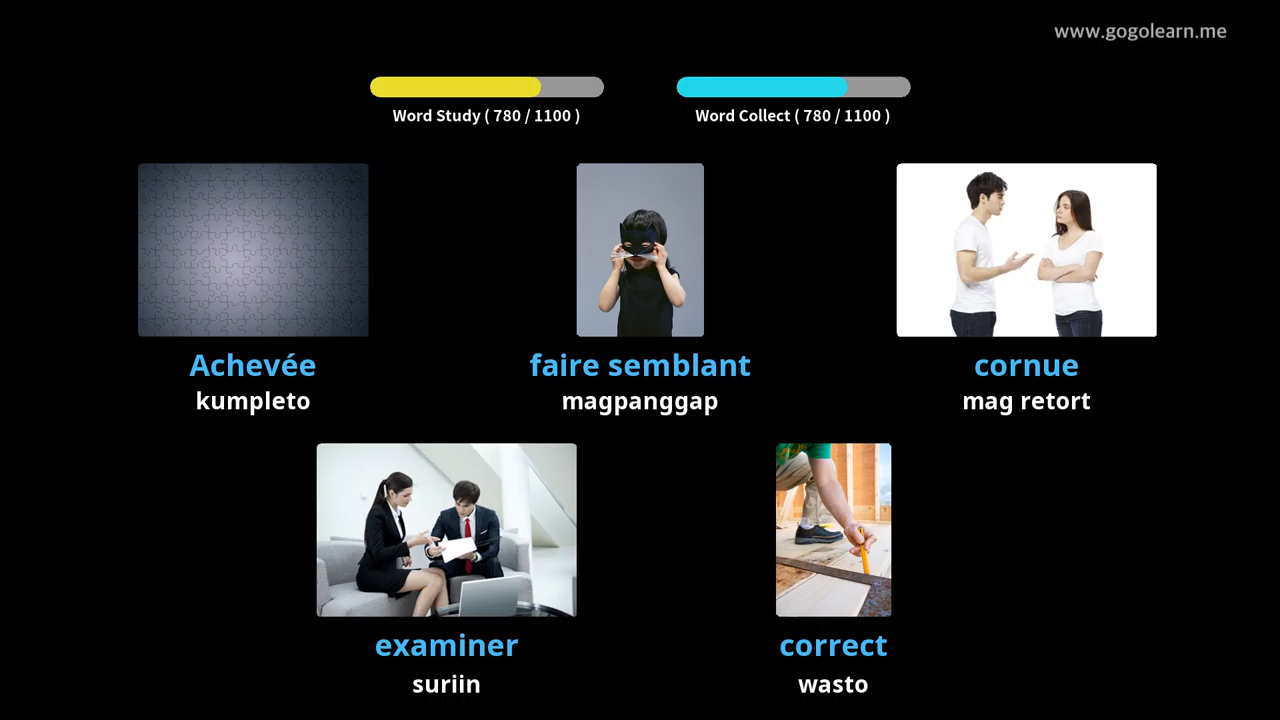 www.gogolearn.me
Word Study ( 780 / 1100 )
Word Collect ( 780 / 1100 )
Achevée
kumpleto
faire semblant
magpanggap
cornue
mag retort
examiner
suriin
correct
wasto